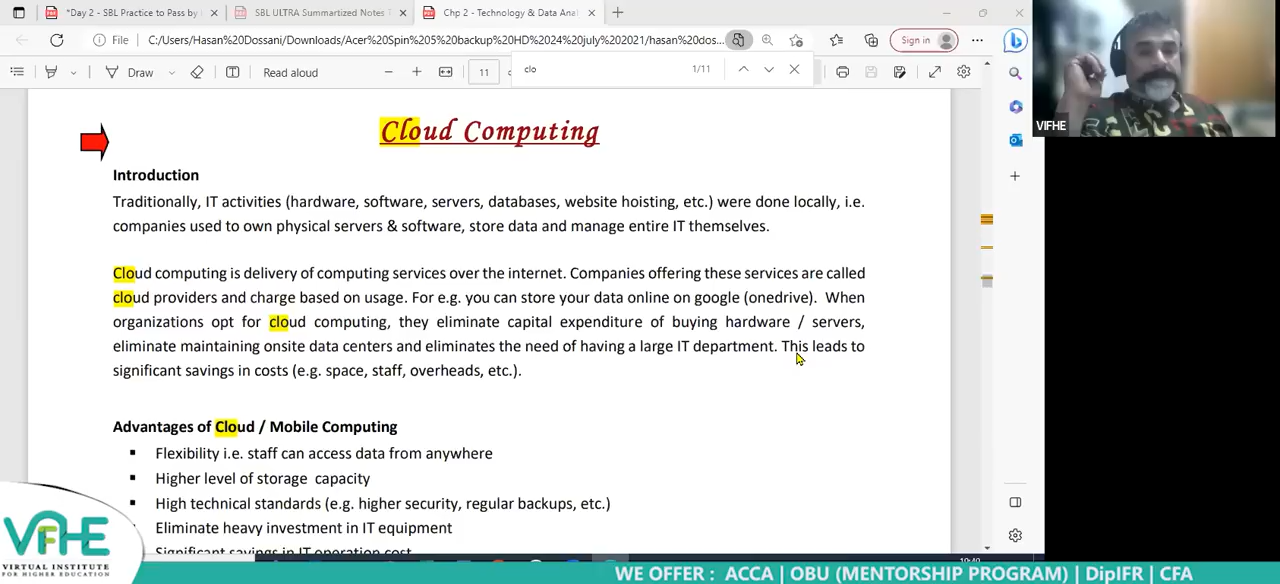 *Day 2 - SBL Practice to Pass by
SBL ULTRA Summartized Notes
Chp 2 - Technology & Data Anal
File
C:/Users/Hasan%20Dossani/Downloads/Acer%20Spin%205%20backup%20HD%2024%20july%202021/hasan%20dos...
Sign in
Draw
Read aloud
11
clo
1/11
Cloud Computing
Introduction
Traditionally, IT activities (hardware, software, servers, databases, website hoisting, etc.) were done locally, i.e.
companies used to own physical servers & software, store data and manage entire IT themselves.
Cloud computing is delivery of computing services over the internet. Companies offering these services are called
cloud providers and charge based on usage. For e.g. you can store your data online on google (onedrive). When
organizations opt for cloud computing, they eliminate capital expenditure of buying hardware / servers,
eliminate maintaining onsite data centers and eliminates the need of having a large IT department. This leads to
significant savings in costs (e.g. space, staff, overheads, etc.).
Advantages of Cloud / Mobile Computing
Flexibility i.e. staff can access data from anywhere
Higher level of storage capacity
High technical standards (e.g. higher security, regular backups, etc.)
Eliminate heavy investment in IT equipment
Significant savings in IT operation cost
VIFHE
VIFHE
VIRTUAL INSTITUTE
FOR HIGHER EDUCATION
WE OFFER : ACCA | OBU (MENTORSHIP PROGRAM) | DipIFR | CFA